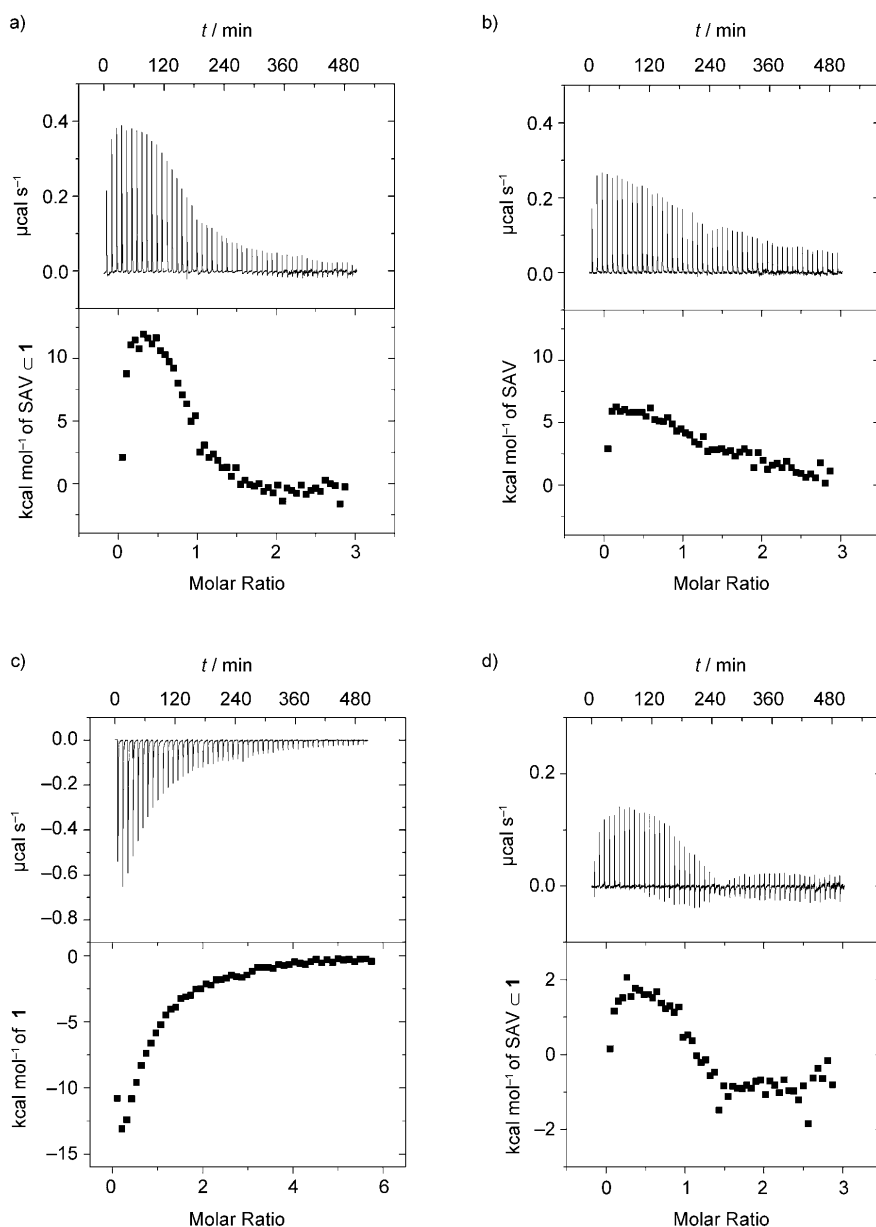 a)
t / min
0 120 240 360 480
0.4
0.2
0.0
µcal s⁻¹
10
5
0
kcal mol⁻¹ of SAV ⊂ 1
0 1 2 3
Molar Ratio
b)
t / min
0 120 240 360 480
0.4
0.2
0.0
µcal s⁻¹
10
5
0
kcal mol⁻¹ of SAV
0 1 2 3
Molar Ratio
c)
t / min
0 120 240 360 480
0.0
−0.2
−0.4
−0.6
−0.8
µcal s⁻¹
0
−5
−10
−15
kcal mol⁻¹ of 1
0 2 4 6
Molar Ratio
d)
t / min
0 120 240 360 480
0.2
0.0
µcal s⁻¹
2
0
−2
kcal mol⁻¹ of SAV ⊂ 1
0 1 2 3
Molar Ratio